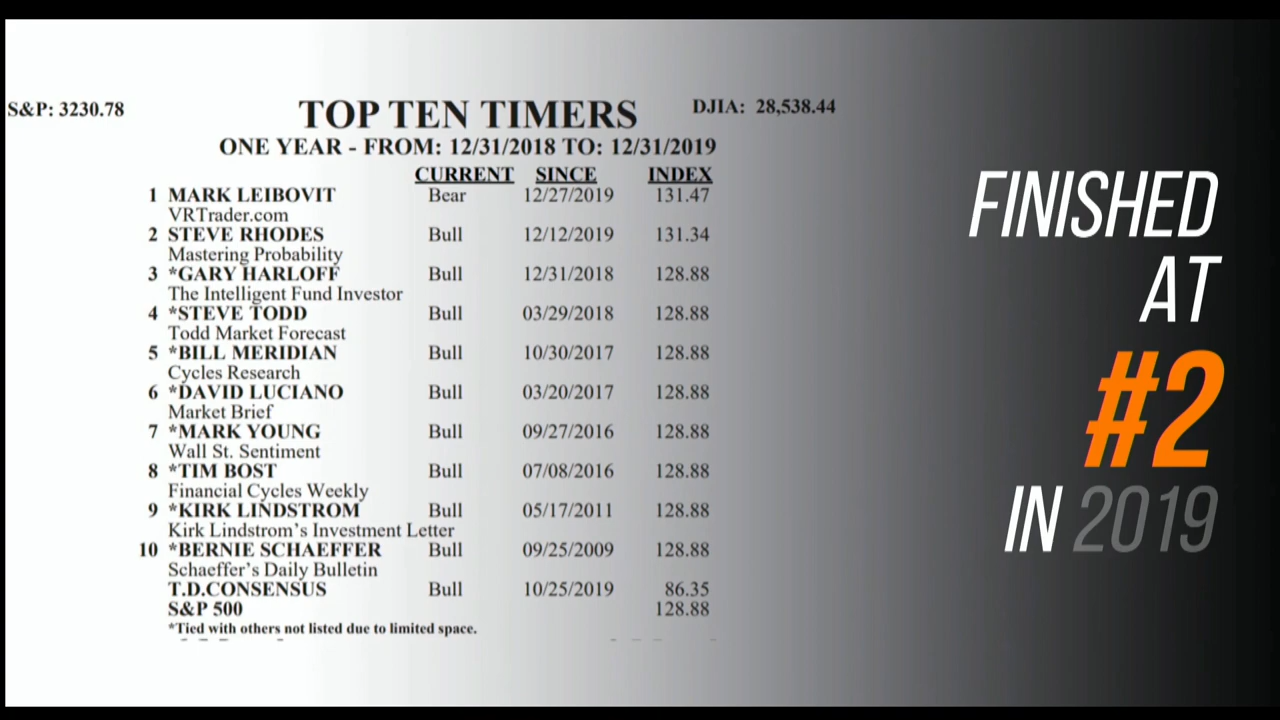 S&P: 3230.78
TOP TEN TIMERS
DJIA: 28,538.44
ONE YEAR - FROM: 12/31/2018 TO: 12/31/2019
CURRENT SINCE INDEX
1 MARK LEIBOVIT Bear 12/27/2019 131.47
VRTrader.com
2 STEVE RHODES Bull 12/12/2019 131.34
Mastering Probability
3 *GARY HARLOFF Bull 12/31/2018 128.88
The Intelligent Fund Investor
4 *STEVE TODD Bull 03/29/2018 128.88
Todd Market Forecast
5 *BILL MERIDIAN Bull 10/30/2017 128.88
Cycles Research
6 *DAVID LUCIANO Bull 03/20/2017 128.88
Market Brief
7 *MARK YOUNG Bull 09/27/2016 128.88
Wall St. Sentiment
8 *TIM BOST Bull 07/08/2016 128.88
Financial Cycles Weekly
9 *KIRK LINDSTROM Bull 05/17/2011 128.88
Kirk Lindstrom's Investment Letter
10 *BERNIE SCHAEFFER Bull 09/25/2009 128.88
Schaeffer's Daily Bulletin
T.D.CONSENSUS Bull 10/25/2019 86.35
S&P 500 128.88
*Tied with others not listed due to limited space.
FINISHED
AT
#2
IN 2019